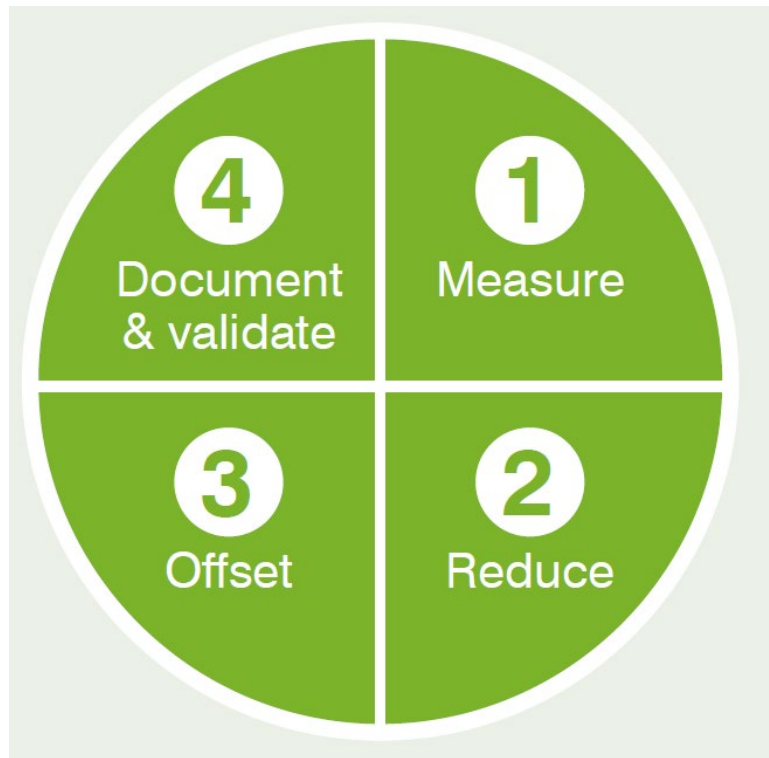 1
Measure
2
Reduce
3
Offset
4
Document
& validate